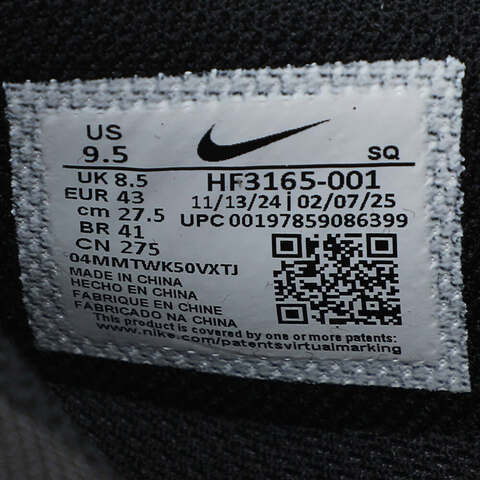 US
9.5
SQ
UK 8.5
EUR 43
cm 27.5
BR 41
CN 275
HF3165-001
11/13/24 | 02/07/25
UPC 00197859086399
04MMTWK50VXTJ
MADE IN CHINA
HECHO EN CHINA
FABRIQUE EN CHINE
FABRICADO NA CHINA
This product is covered by one or more patents:
www.nike.com/patentsvirtualmarking